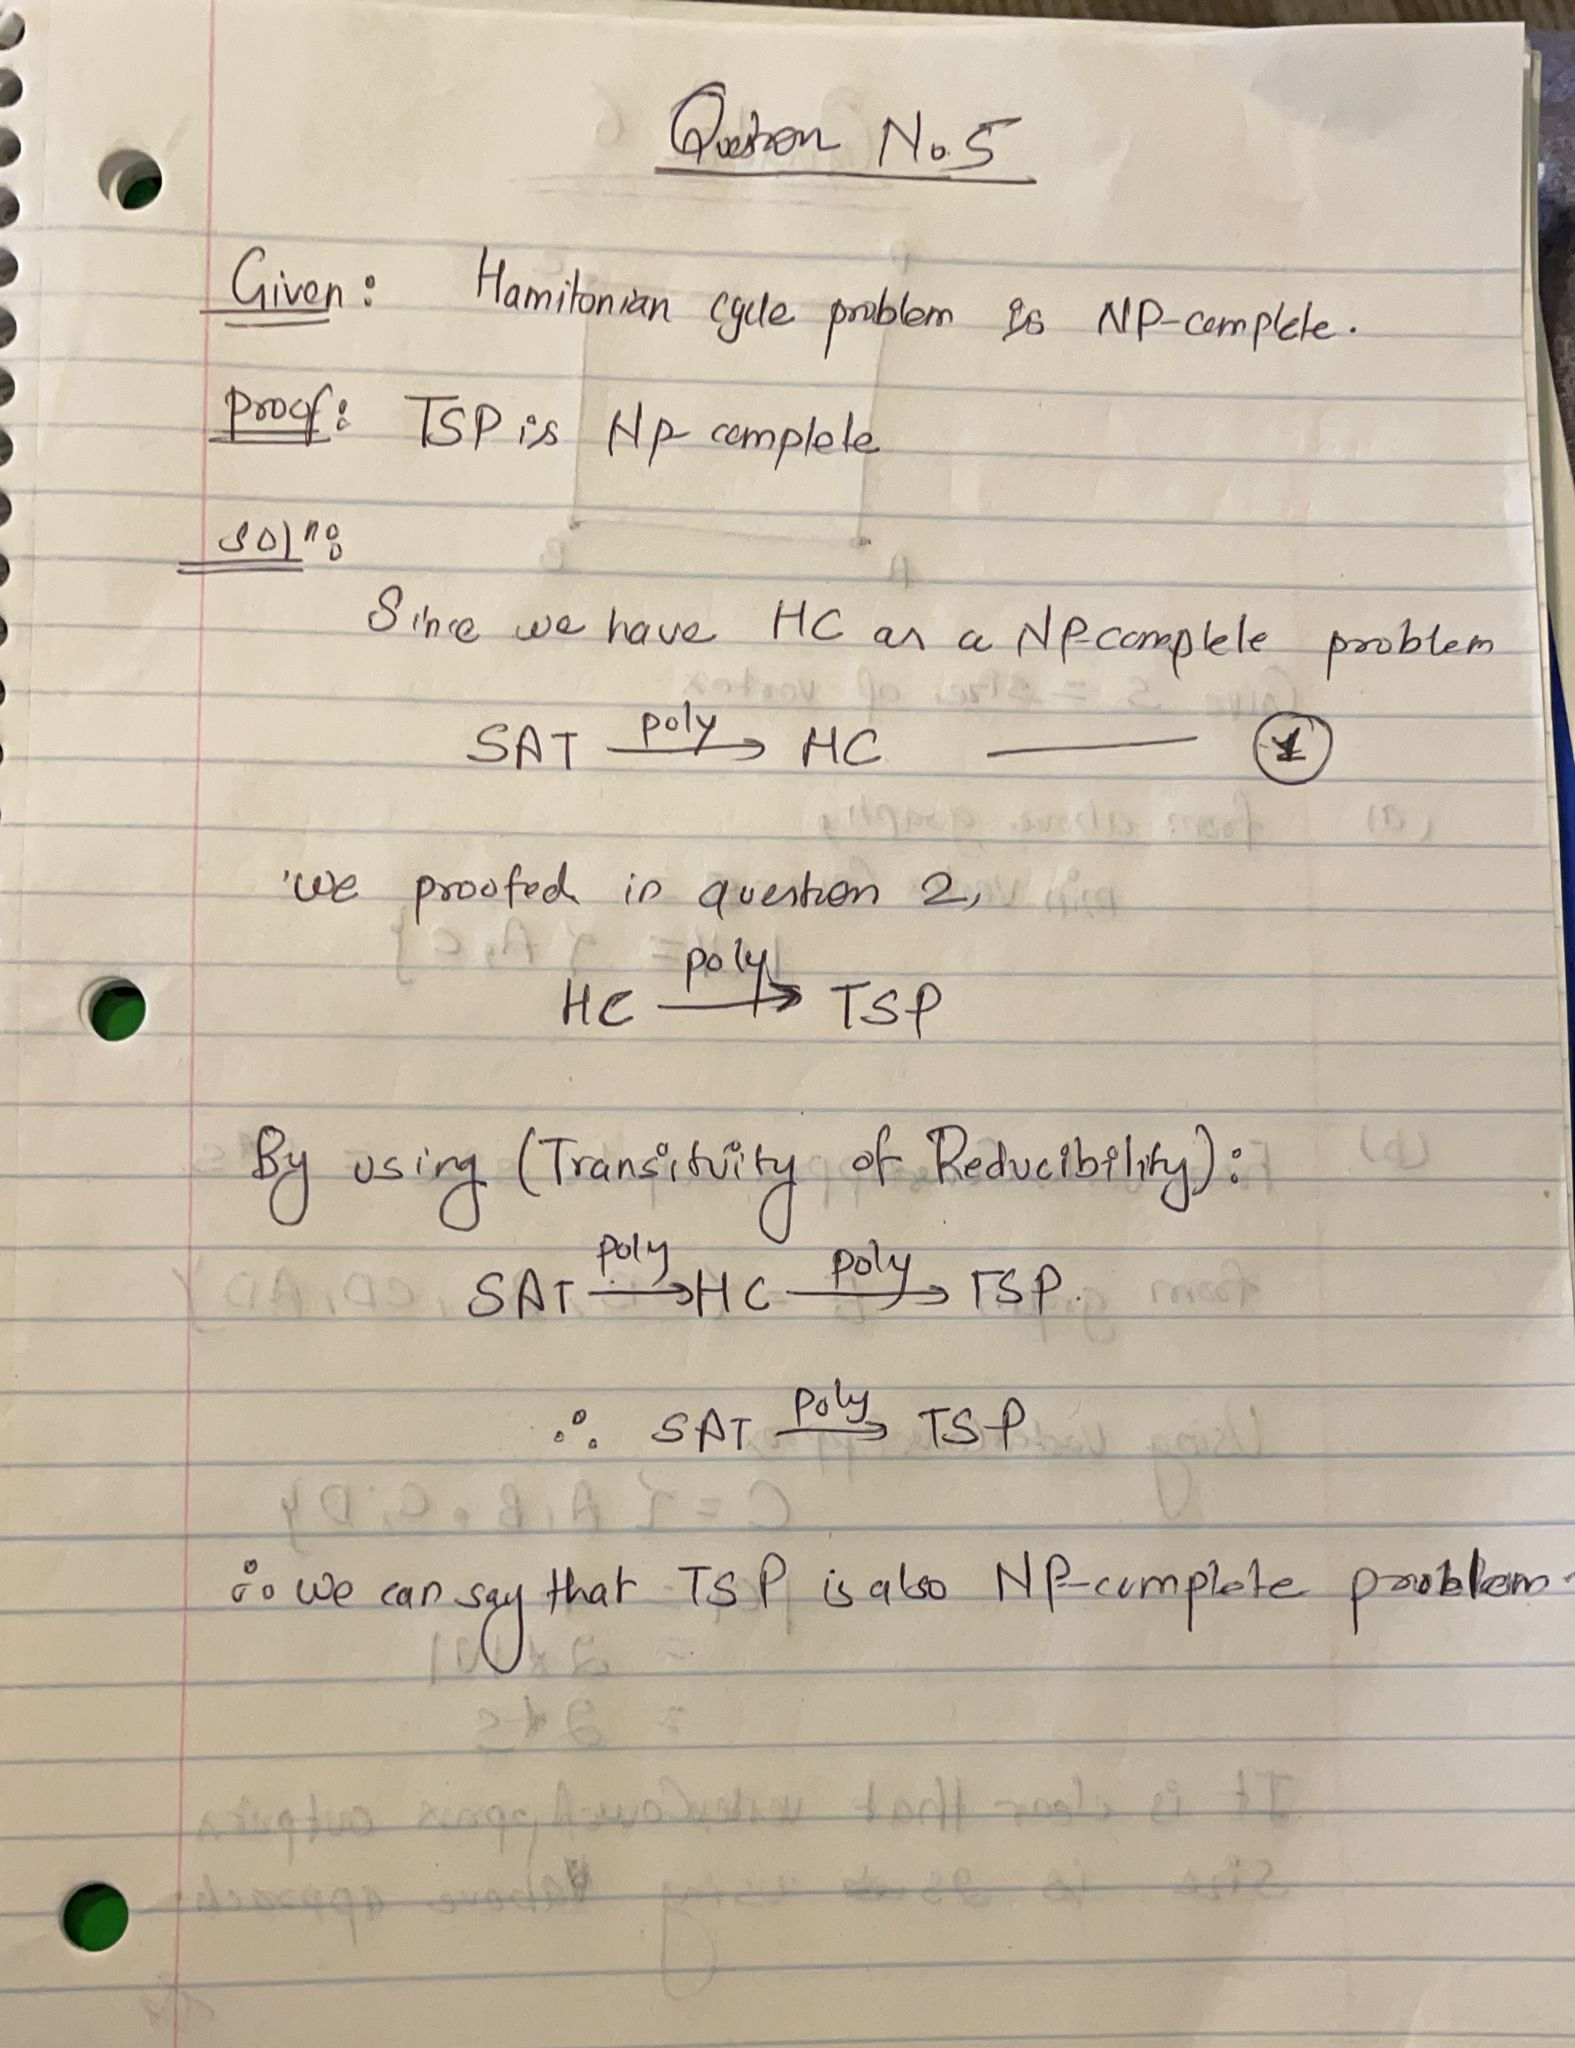 Question No. 5
Given: Hamitonian cycle problem is NP-complete.
Proof: TSP is NP-complete
Soln:
Since we have HC as a NP-complete problem
SAT poly→ HC —— 1
we proofed in question 2,
HC poly→ TSP
By using (Transituity of Reducibility):
SAT poly→ HC poly→ TSP.
∴ SAT poly→ TSP
∴ we can say that TSP is also NP-complete problem.